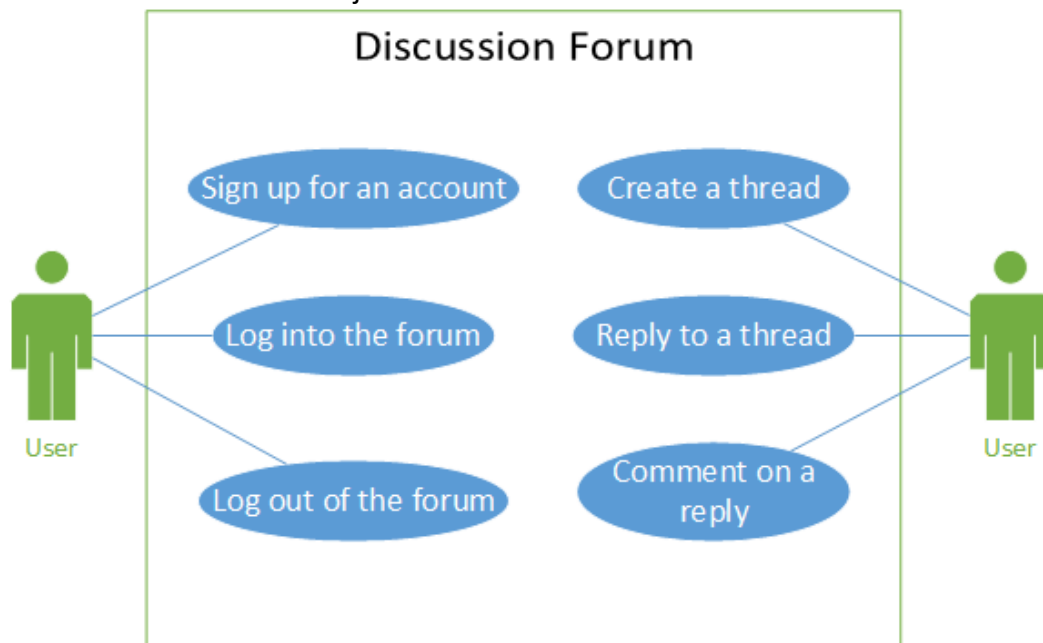 Discussion Forum
Sign up for an account
Create a thread
Log into the forum
Reply to a thread
User
User
Log out of the forum
Comment on a
reply